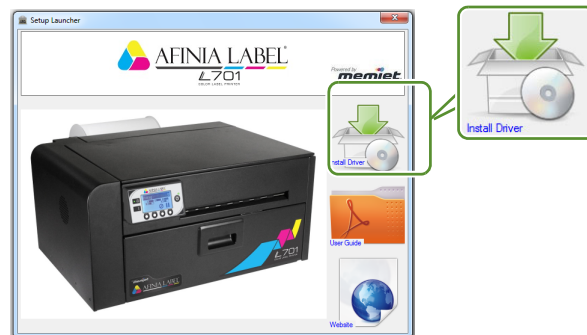 Setup Launcher
AFINIA LABEL
L701
COLOR LABEL PRINTER
Powered by
memjet
Install Driver
Install Driver
AFINIA LABEL
L701
User Guide
Website